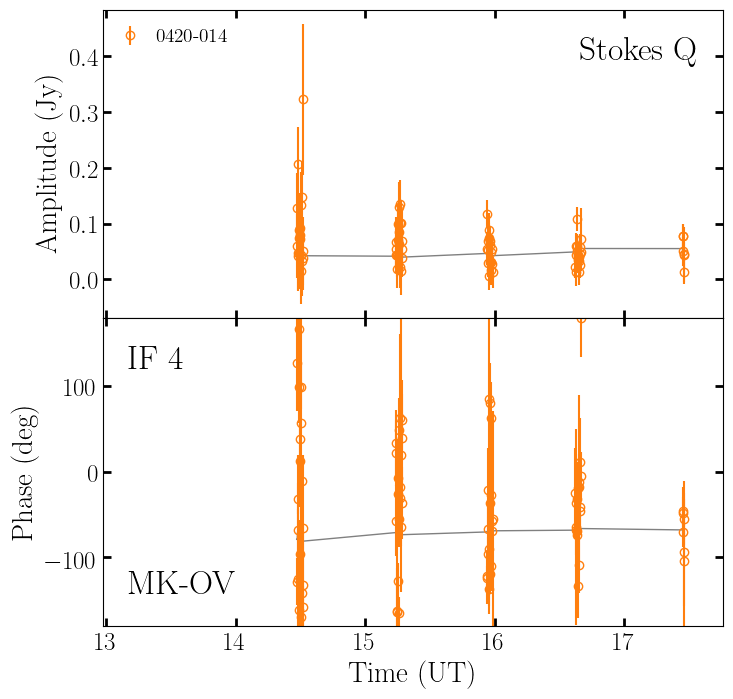 0420-014
Stokes Q
Amplitude (Jy)
0.4
0.3
0.2
0.1
0.0
IF 4
Phase (deg)
100
0
−100
MK-OV
13 14 15 16 17
Time (UT)